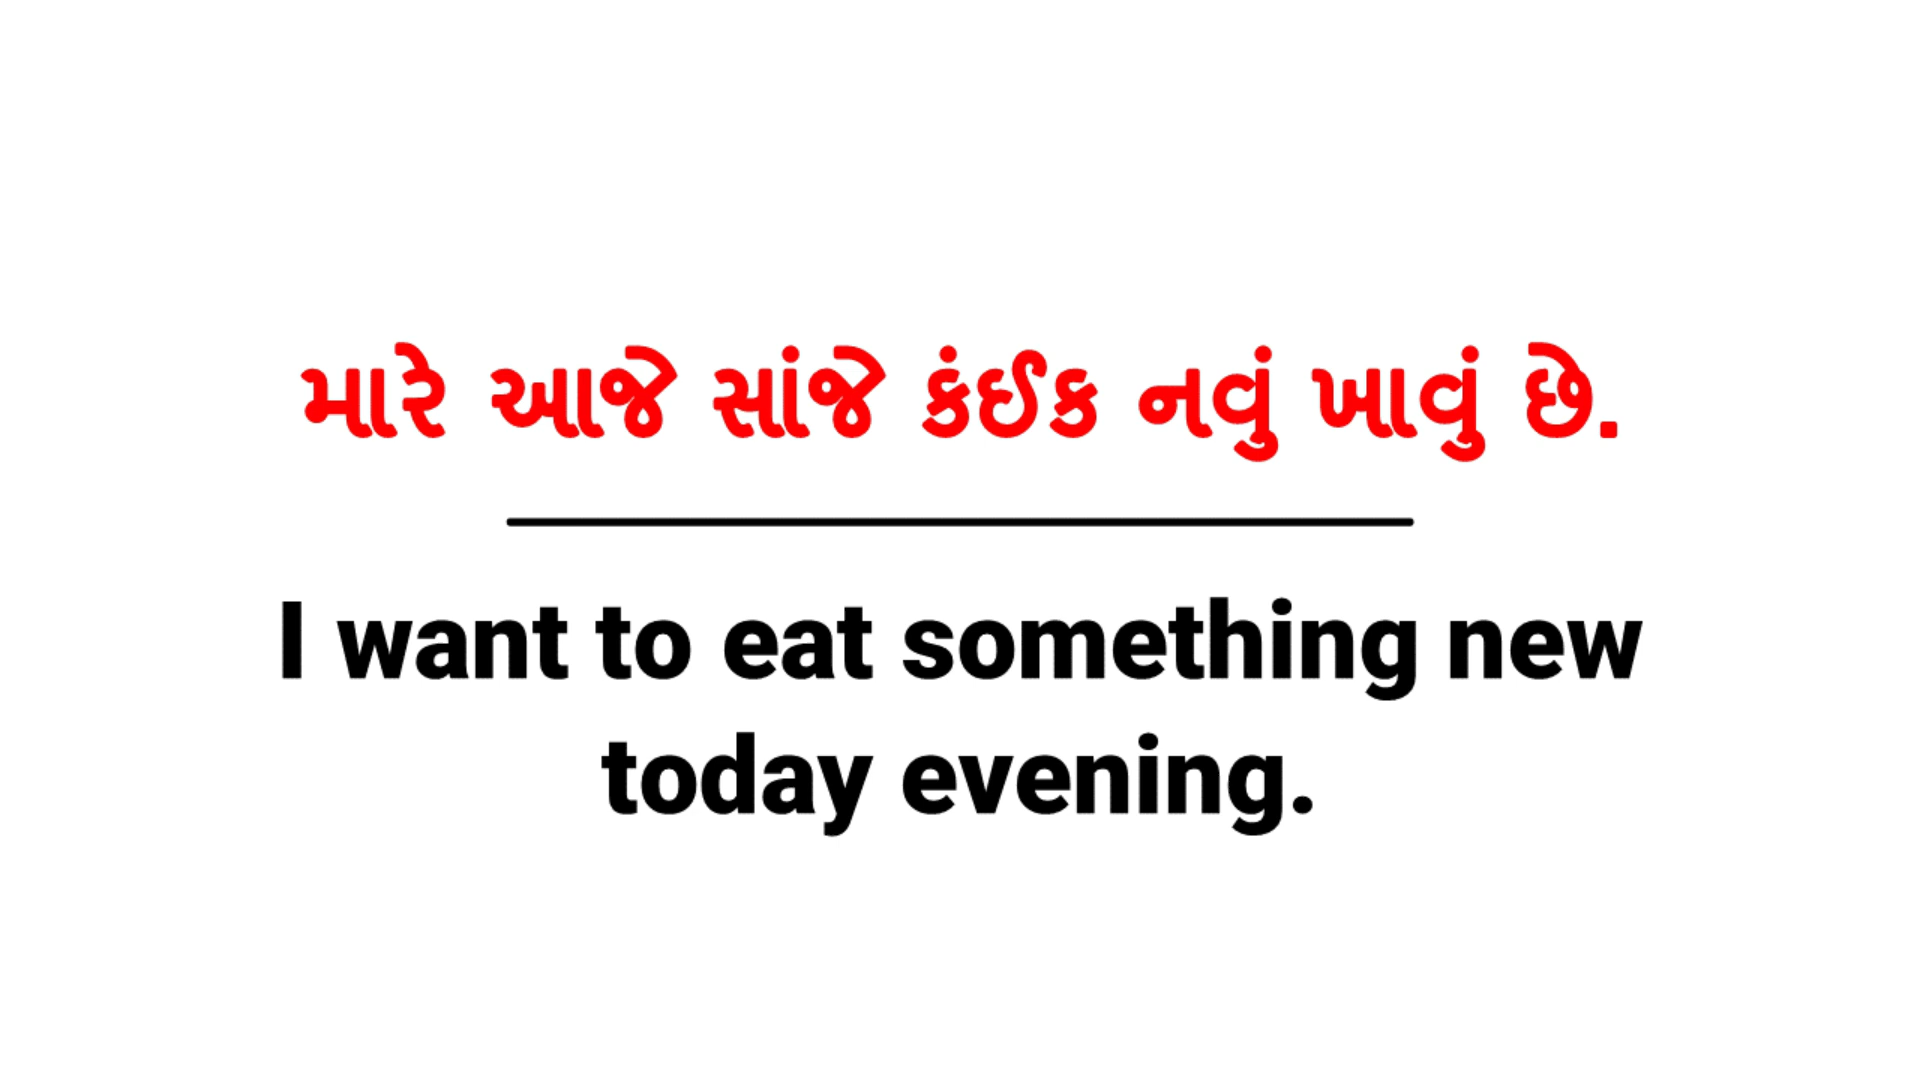 મારે આજે સાંજે કંઈક નવું ખાવું છે.
I want to eat something new
today evening.